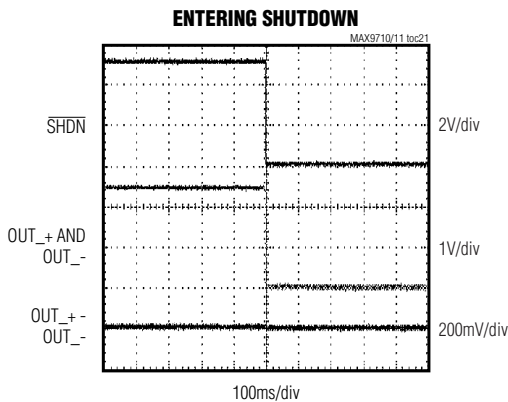 ENTERING SHUTDOWN
MAX9710/11 toc21
SHDN
2V/div
OUT_+ AND
OUT_-
1V/div
OUT_+ -
OUT_-
200mV/div
100ms/div